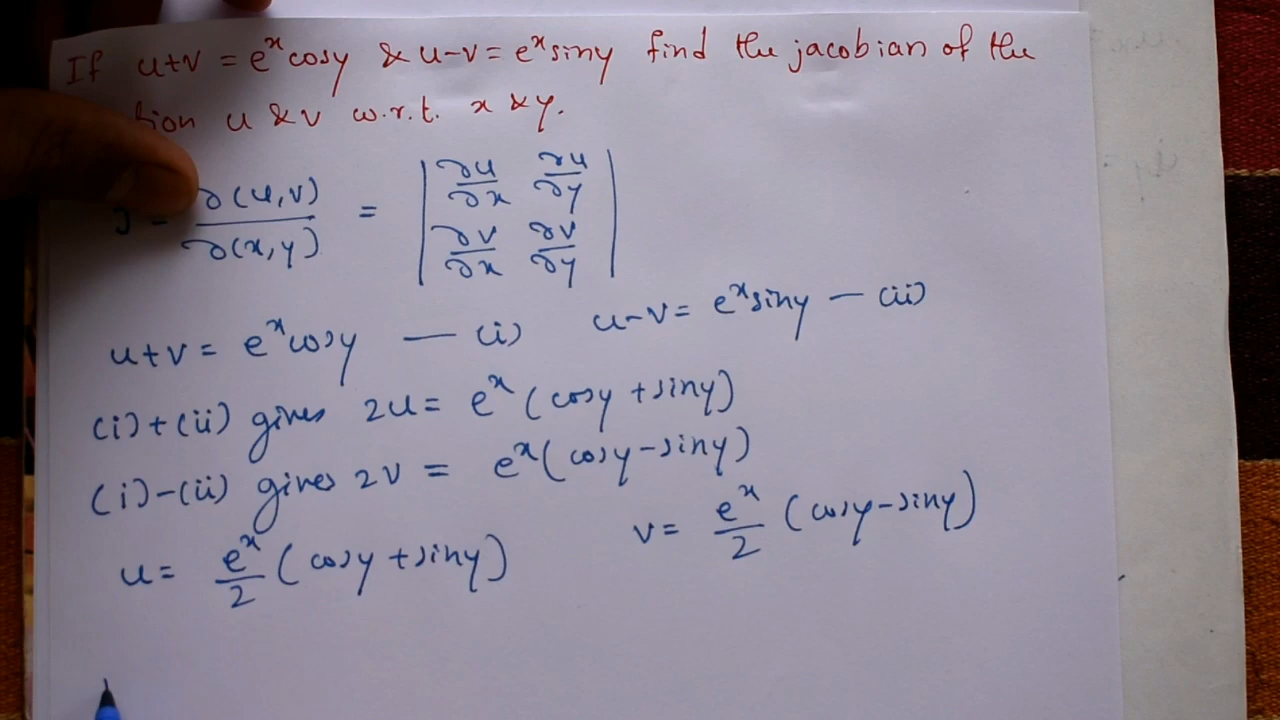 If u+v = e^x cosy & u-v = e^x siny find the jacobian of the
u & v w.r.t. x & y.
∂(u,v)/∂(x,y) = | ∂u/∂x ∂u/∂y ; ∂v/∂x ∂v/∂y |
u+v = e^x cosy — (i) u-v = e^x siny — (ii)
(i)+(ii) gives 2u = e^x (cosy + siny)
(i)-(ii) gives 2v = e^x (cosy - siny)
u = e^x/2 (cosy + siny) v = e^x/2 (cosy - siny)